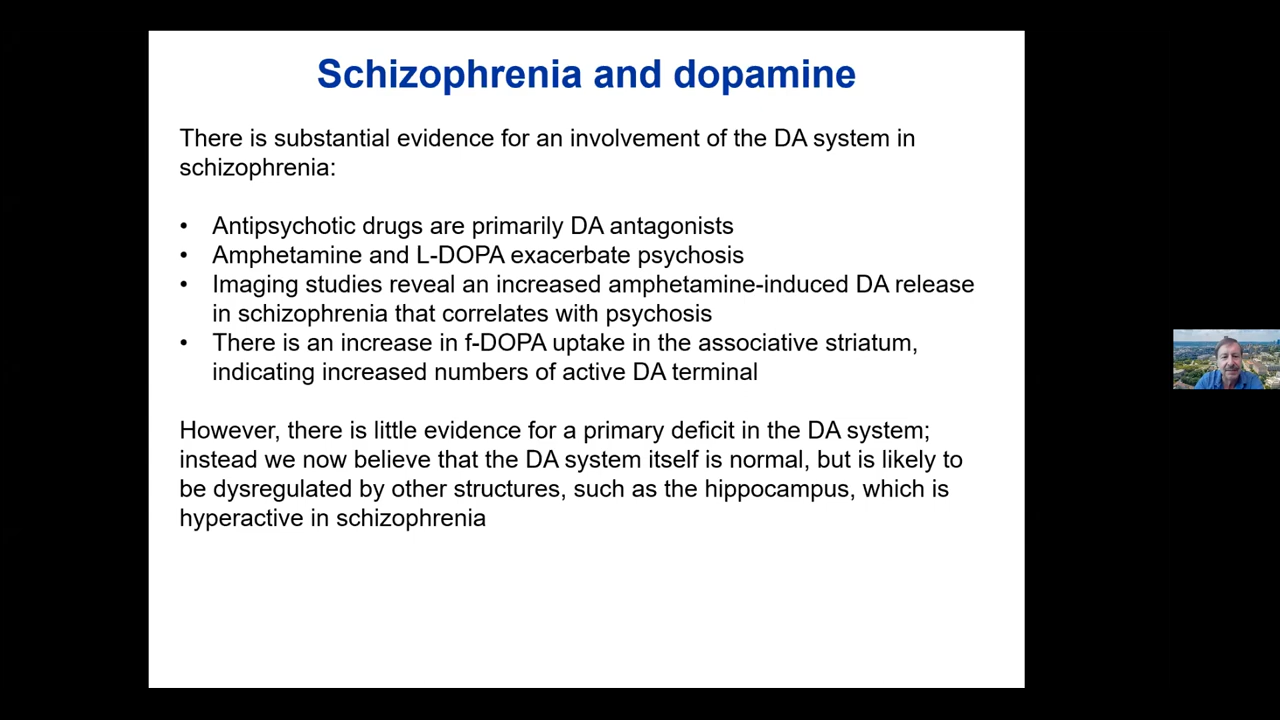 Schizophrenia and dopamine
There is substantial evidence for an involvement of the DA system in
schizophrenia:
• Antipsychotic drugs are primarily DA antagonists
• Amphetamine and L-DOPA exacerbate psychosis
• Imaging studies reveal an increased amphetamine-induced DA release
in schizophrenia that correlates with psychosis
• There is an increase in f-DOPA uptake in the associative striatum,
indicating increased numbers of active DA terminal
However, there is little evidence for a primary deficit in the DA system;
instead we now believe that the DA system itself is normal, but is likely to
be dysregulated by other structures, such as the hippocampus, which is
hyperactive in schizophrenia